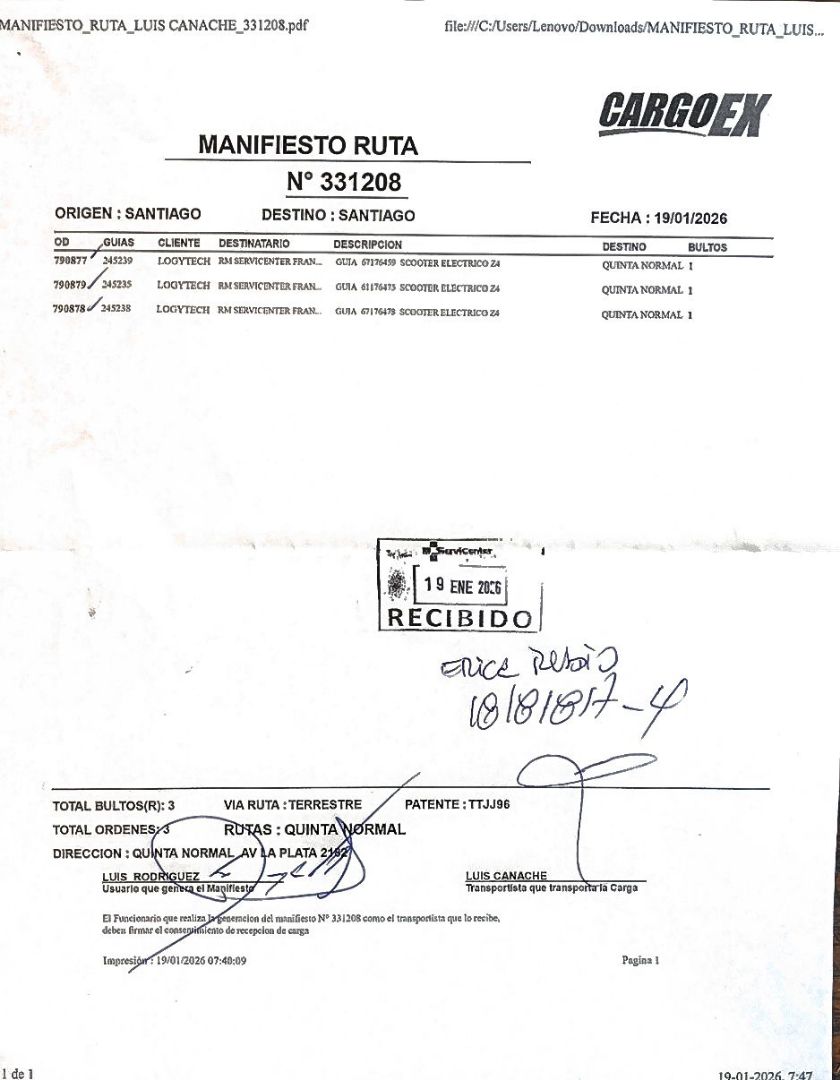 MANIFIESTO_RUTA_LUIS CANACHE_331208.pdf file:///C:/Users/Lenovo/Downloads/MANIFIESTO_RUTA_LUIS...
CARGOEX
MANIFIESTO RUTA
N° 331208
ORIGEN : SANTIAGO DESTINO : SANTIAGO FECHA : 19/01/2026
OD GUIAS CLIENTE DESTINATARIO DESCRIPCION DESTINO BULTOS
790877 245239 LOGYTECH RM SERVICENTER FRAN... GUIA 67176459 SCOOTER ELECTRICO Z4 QUINTA NORMAL 1
790879 245235 LOGYTECH RM SERVICENTER FRAN... GUIA 61176473 SCOOTER ELECTRICO Z4 QUINTA NORMAL 1
790878 245238 LOGYTECH RM SERVICENTER FRAN... GUIA 67176478 SCOOTER ELECTRICO Z4 QUINTA NORMAL 1
ServiCenter
19 ENE 2026
RECIBIDO
18181817-4
TOTAL BULTOS(R): 3 VIA RUTA : TERRESTRE PATENTE : TTJJ96
TOTAL ORDENES: 3 RUTAS : QUINTA NORMAL
DIRECCION : QUINTA NORMAL AV LA PLATA 2182
LUIS RODRIGUEZ LUIS CANACHE
Usuario que genera el Manifiesto Transportista que transporta la Carga
El Funcionario que realiza la generacion del manifiesto N° 331208 como el transportista que lo recibe,
deben firmar el consentimiento de recepcion de carga
Impresión : 19/01/2026 07:40:09 Pagina 1
1 de 1 19-01-2026, 7:47